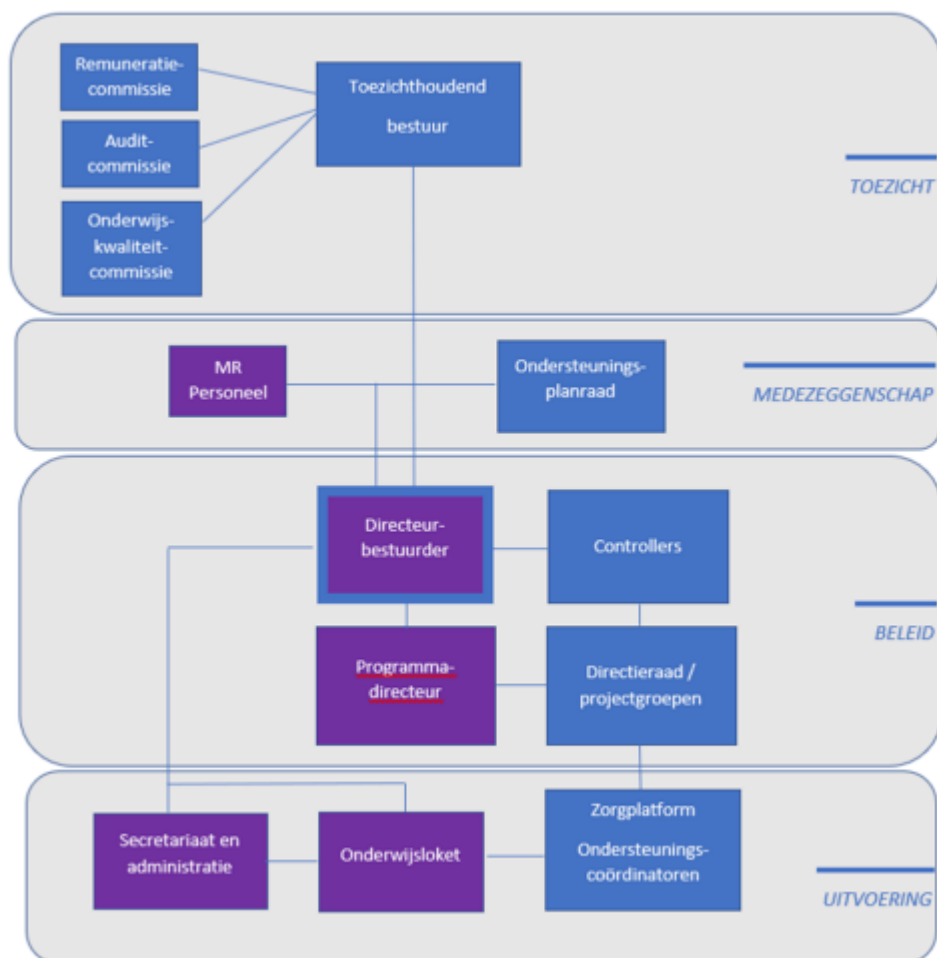 Remuneratie-
commissie
Toezichthoudend
bestuur
Audit-
commissie
Onderwijs-
kwaliteit-
commissie
TOEZICHT
MR
Personeel
Ondersteunings-
planraad
MEDEZEGGENSCHAP
Directeur-
bestuurder
Controllers
BELEID
Programma-
directeur
Directieraad /
projectgroepen
Secretariaat en
administratie
Onderwijsloket
Zorgplatform
Ondersteunings-
coördinatoren
UITVOERING